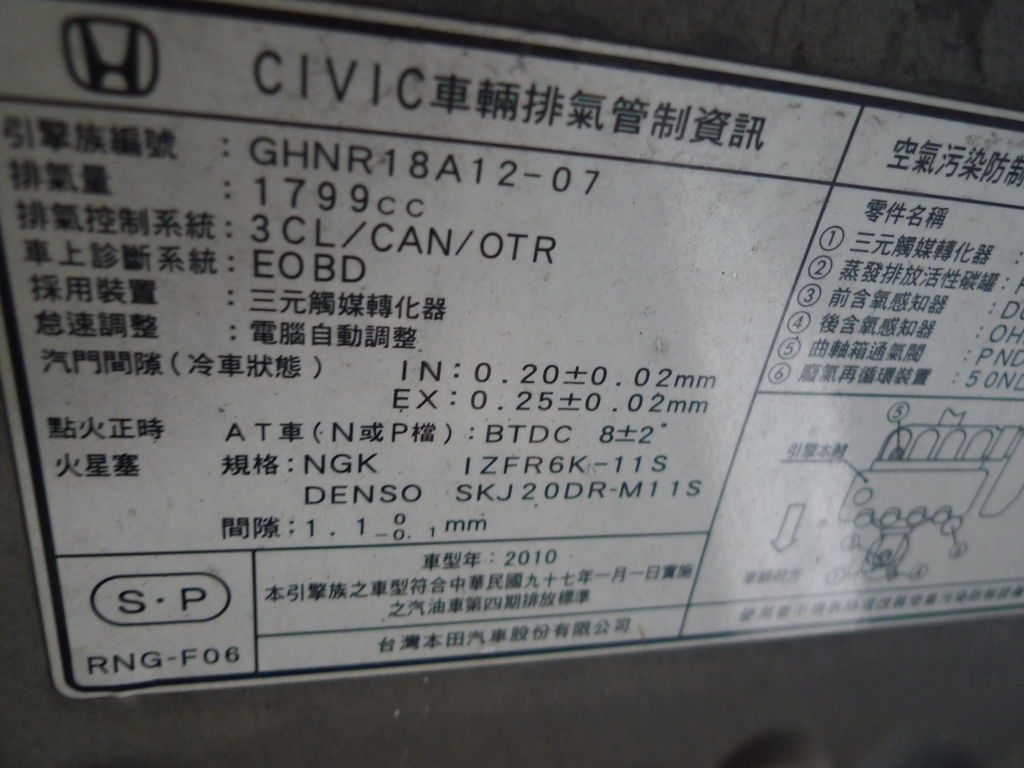 CIVIC車輛排氣管制資訊
引擎族編號 : GHNR18A12-07
排氣量 : 1799cc
排氣控制系統 : 3CL/CAN/OTR
車上診斷系統 : EOBD
採用裝置 : 三元觸媒轉化器
怠速調整 : 電腦自動調整
汽門間隙(冷車狀態) IN : 0.20±0.02mm
EX : 0.25±0.02mm
點火正時 AT車(N或P檔) : BTDC 8±2°
火星塞 規格 : NGK IZFR6K-11S
DENSO SKJ20DR-M11S
間隙 : 1.1 0 -0.1 mm
S·P
RNG-F06
車型年 : 2010
本引擎族之車型符合中華民國九十七年一月一日實施
之汽油車第四期排放標準
台灣本田汽車股份有限公司
空氣污染防制
零件名稱
① 三元觸媒轉化器 :
② 蒸發排放活性碳罐 :
③ 前含氧感知器 :
④ 後含氧感知器 : OH
⑤ 曲軸箱通氣閥 : PND
⑥ 廢氣再循環裝置 : 50ND
⑤
引擎本體
車輛前方